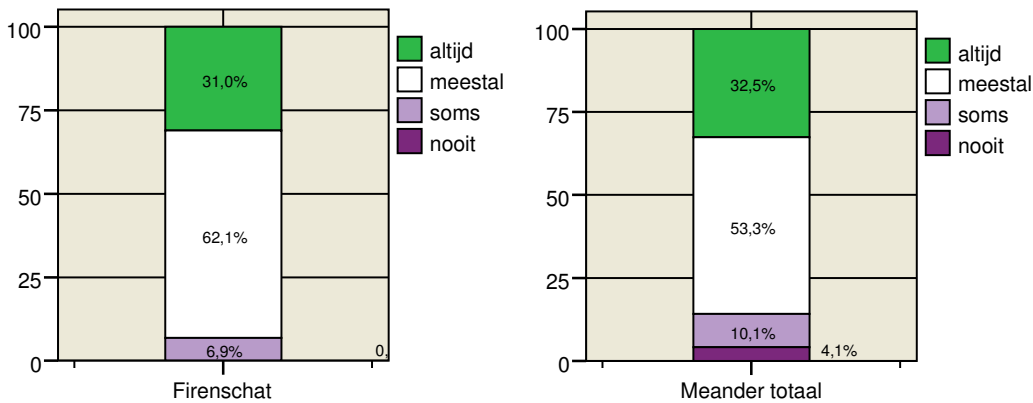 100
75
50
25
0
31,0%
62,1%
6,9%
0,
altijd
meestal
soms
nooit
Firenschat
100
75
50
25
0
32,5%
53,3%
10,1%
4,1%
altijd
meestal
soms
nooit
Meander totaal